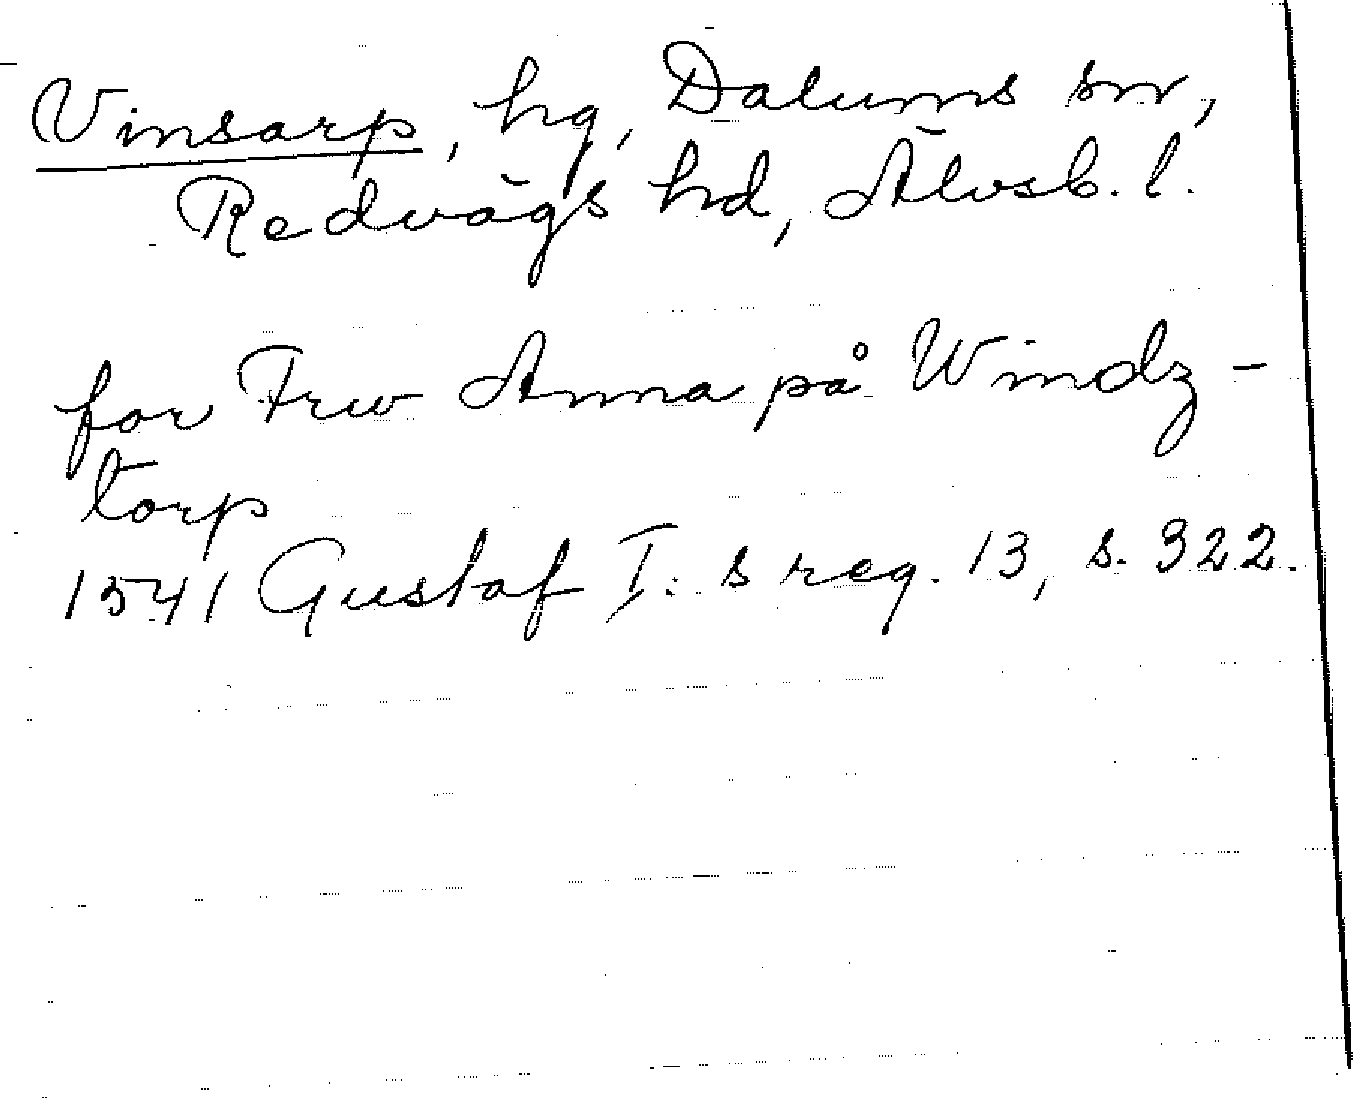 Vinsarp, hg, Dalums sn,
Redvägs hd, Älvsb. l.
for Frw Anna på Windz-
torp
1541 Gustaf I:s reg. 13, s. 322.